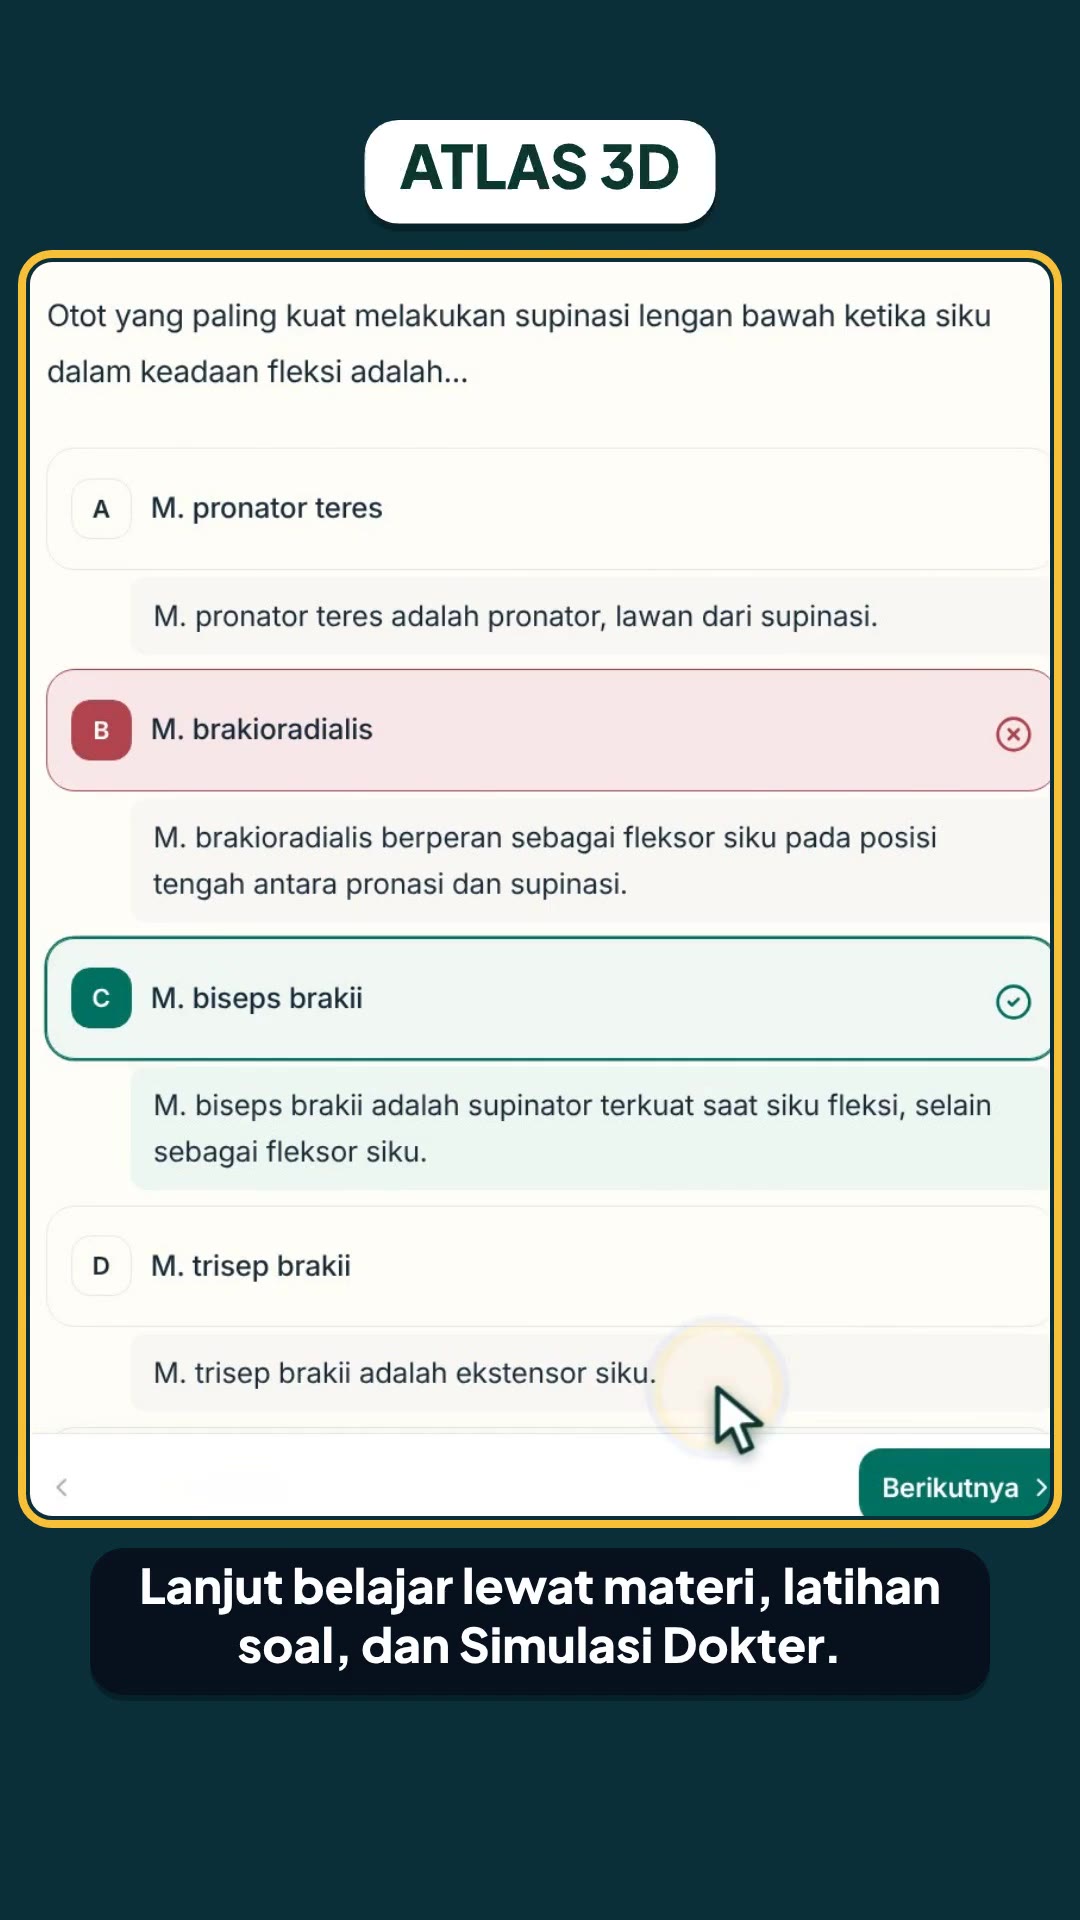 ATLAS 3D
Otot yang paling kuat melakukan supinasi lengan bawah ketika siku
dalam keadaan fleksi adalah...
A M. pronator teres
M. pronator teres adalah pronator, lawan dari supinasi.
B M. brakioradialis
M. brakioradialis berperan sebagai fleksor siku pada posisi
tengah antara pronasi dan supinasi.
C M. biseps brakii
M. biseps brakii adalah supinator terkuat saat siku fleksi, selain
sebagai fleksor siku.
D M. trisep brakii
M. trisep brakii adalah ekstensor siku.
Berikutnya
Lanjut belajar lewat materi, latihan
soal, dan Simulasi Dokter.